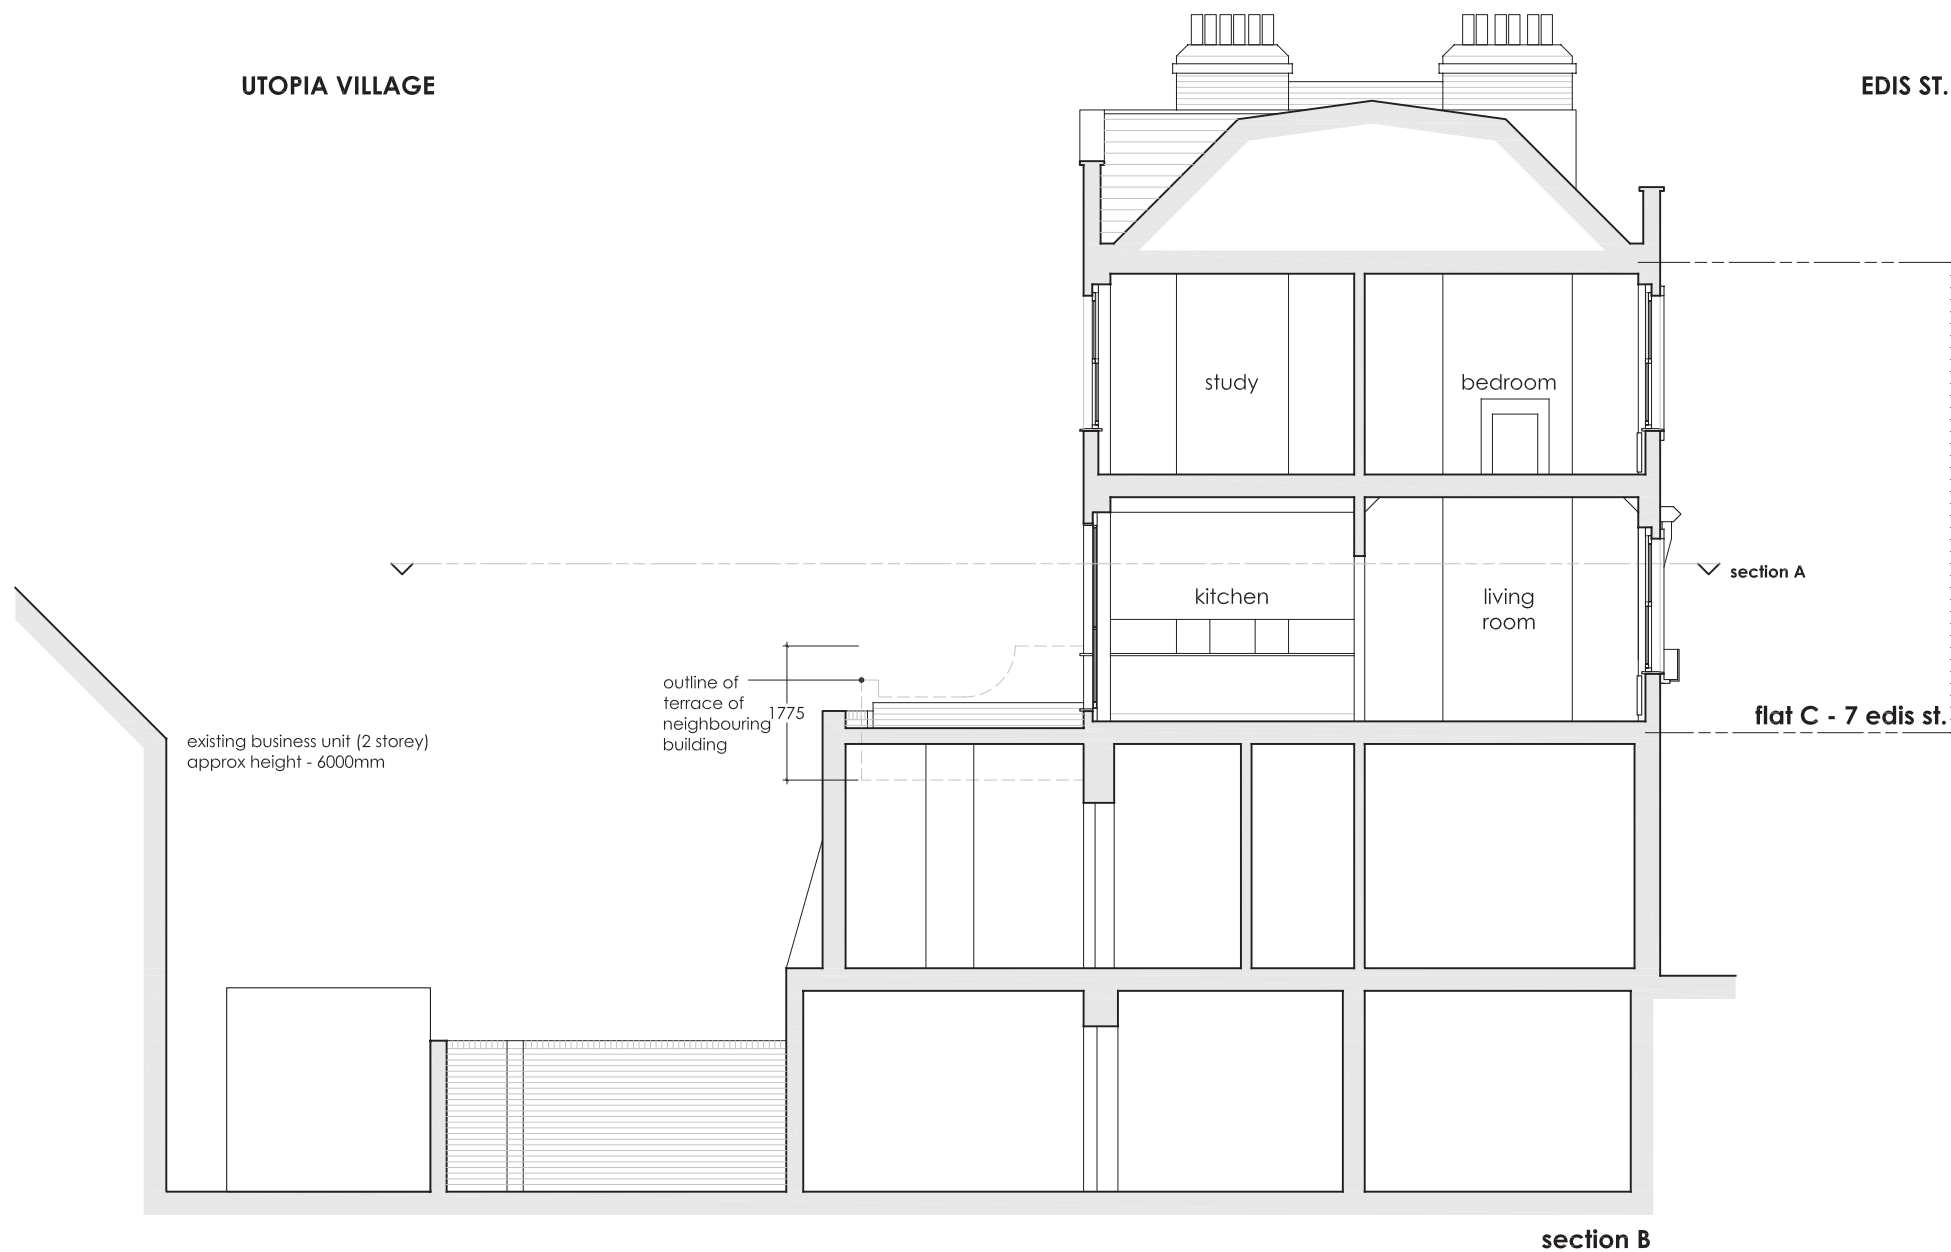 UTOPIA VILLAGE
EDIS ST.
study
bedroom
section A
kitchen
living
room
outline of
terrace of
neighbouring
building
1775
flat C - 7 edis st.
existing business unit (2 storey)
approx height - 6000mm
section B